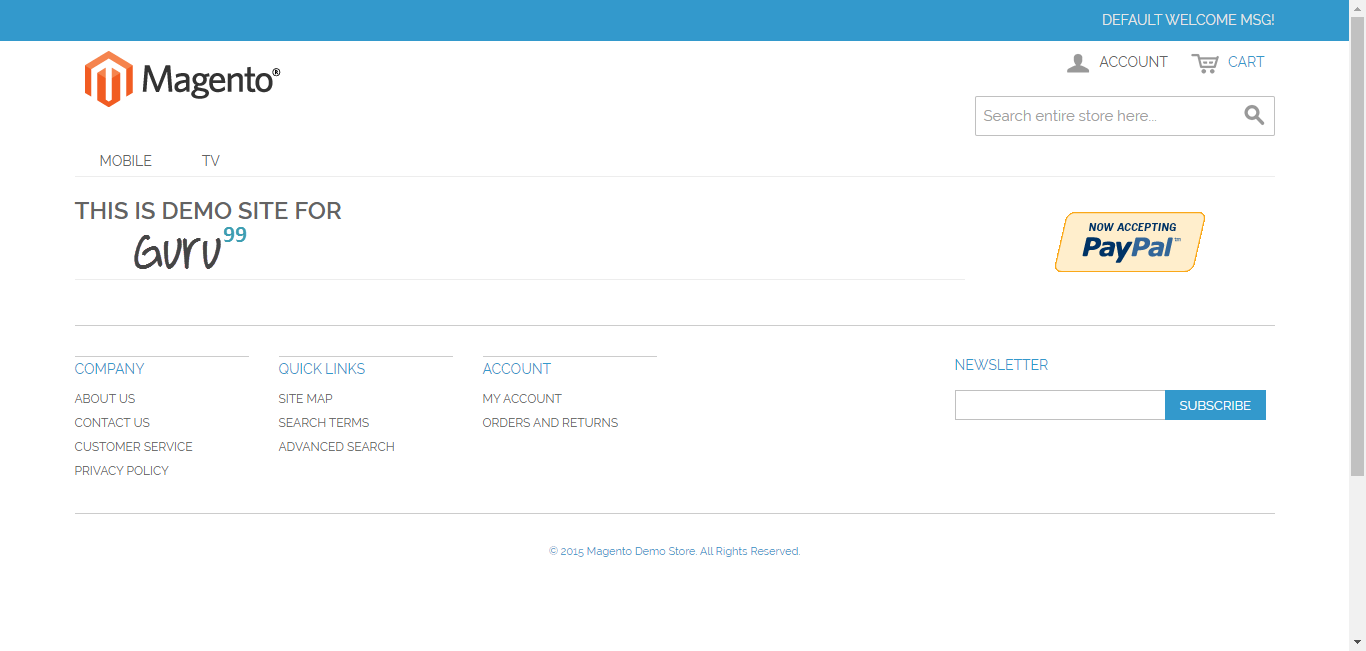 DEFAULT WELCOME MSG!
Magento®
ACCOUNT
CART
Search entire store here...
MOBILE
TV
THIS IS DEMO SITE FOR
Guru99
NOW ACCEPTING
PayPal™
COMPANY
ABOUT US
CONTACT US
CUSTOMER SERVICE
PRIVACY POLICY
QUICK LINKS
SITE MAP
SEARCH TERMS
ADVANCED SEARCH
ACCOUNT
MY ACCOUNT
ORDERS AND RETURNS
NEWSLETTER
SUBSCRIBE
© 2015 Magento Demo Store. All Rights Reserved.